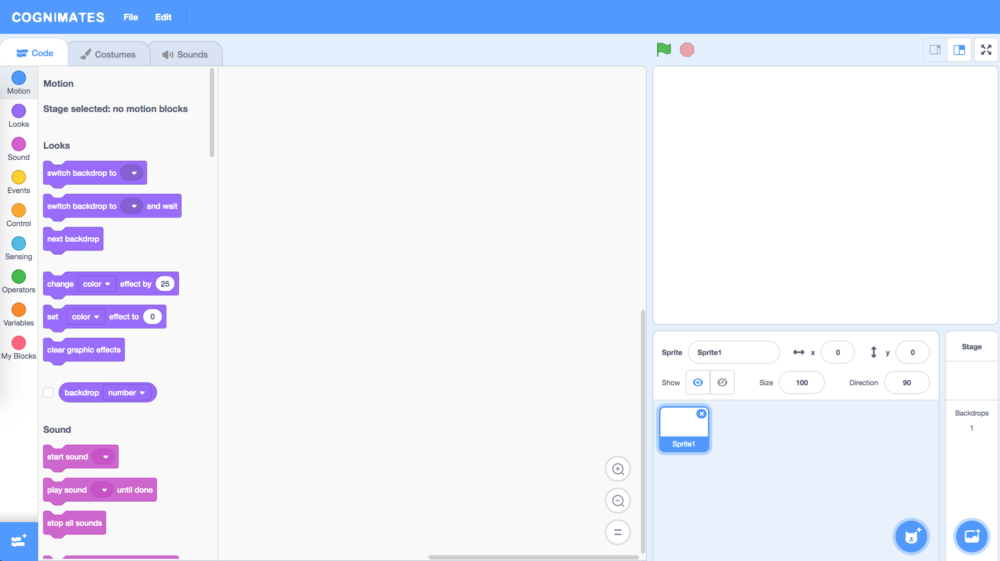 COGNIMATES File Edit
Code Costumes Sounds
Motion
Looks
Sound
Events
Control
Sensing
Operators
Variables
My Blocks
Motion
Stage selected: no motion blocks
Looks
switch backdrop to
switch backdrop to and wait
next backdrop
change color effect by 25
set color effect to 0
clear graphic effects
backdrop number
Sound
start sound
play sound until done
stop all sounds
Sprite Sprite1 x 0 y 0
Show Size 100 Direction 90
Sprite1
Stage
Backdrops
1